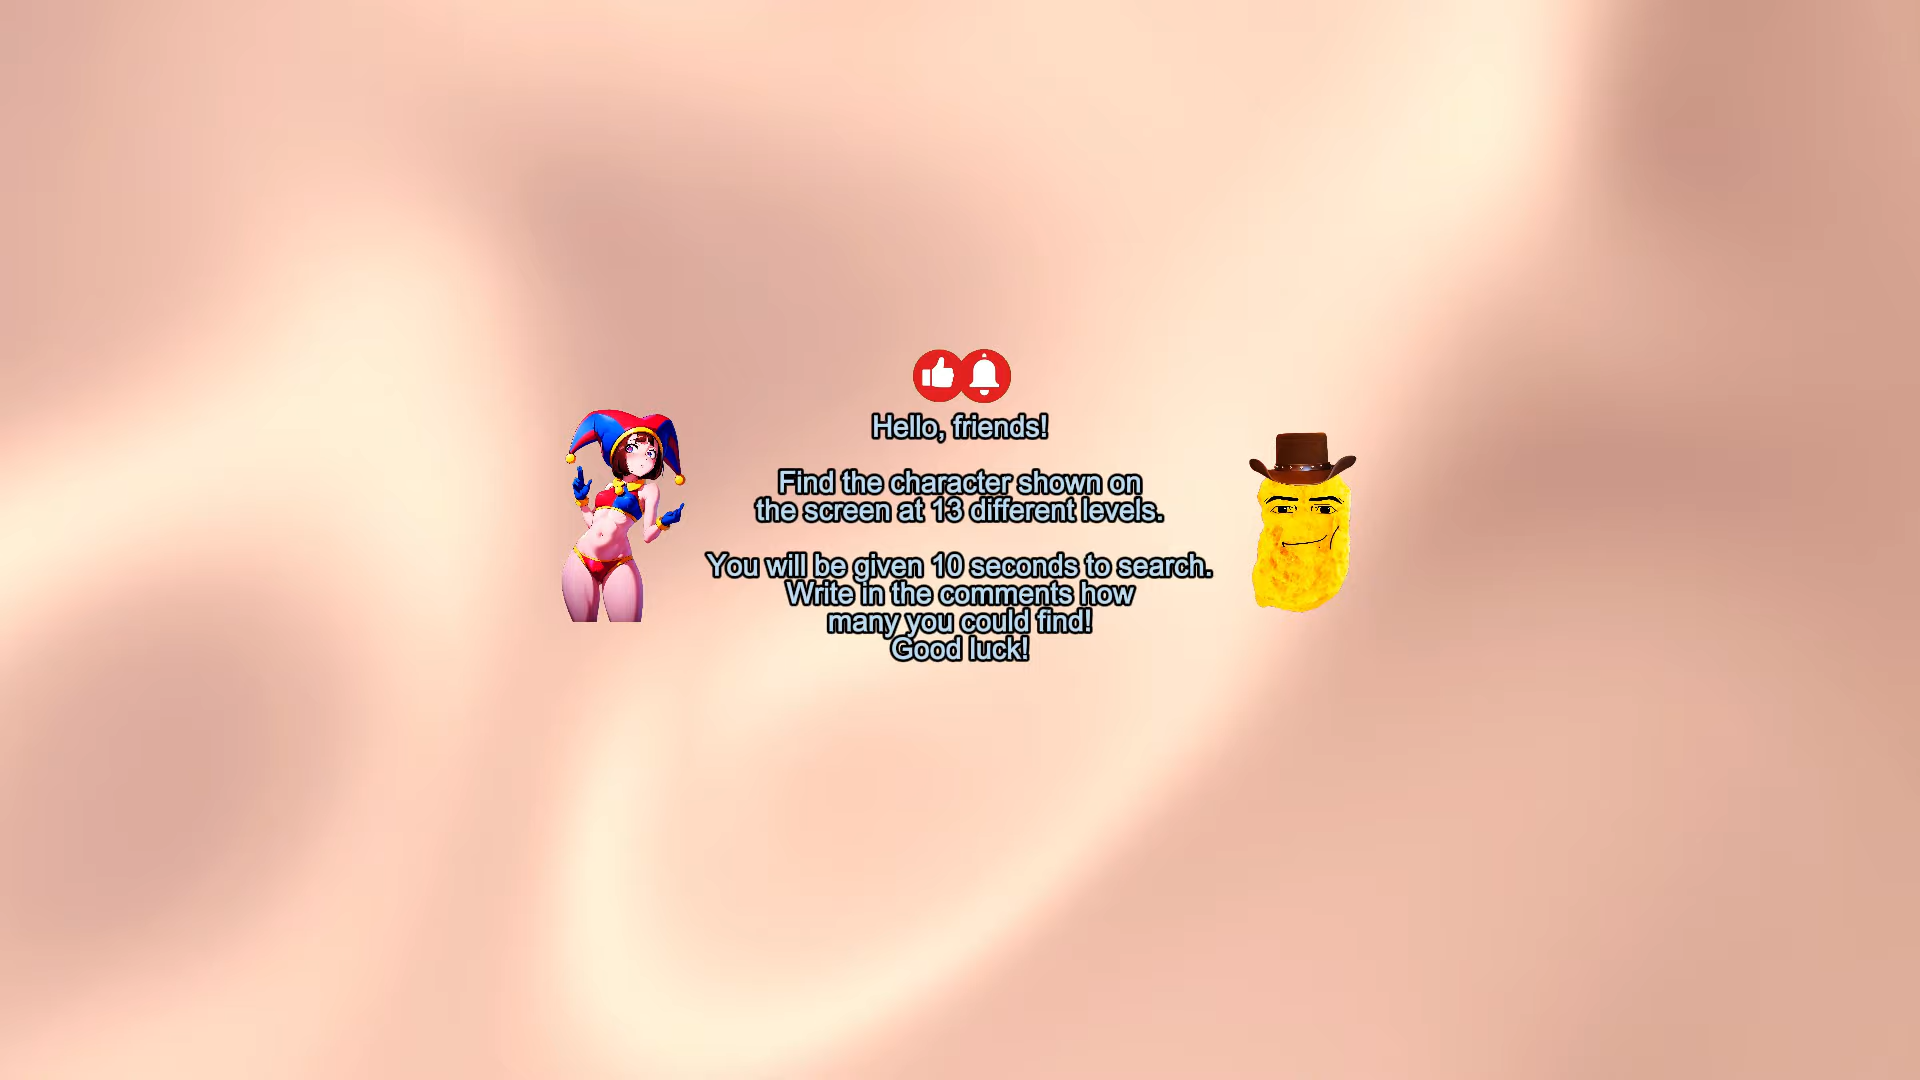 Hello, friends!
Find the character shown on
the screen at 13 different levels.
You will be given 10 seconds to search.
Write in the comments how
many you could find!
Good luck!